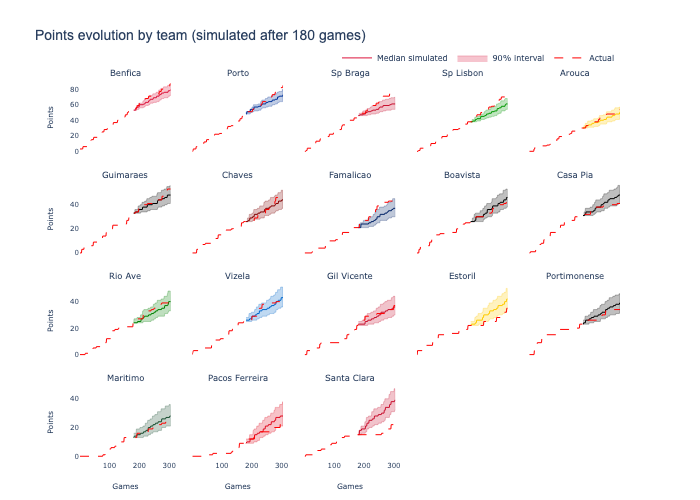 Points evolution by team (simulated after 180 games)
Median simulated 90% interval Actual
Benfica Porto Sp Braga Sp Lisbon Arouca
80
60
40
20
0
Points
Guimaraes Chaves Famalicao Boavista Casa Pia
40
20
0
Points
Rio Ave Vizela Gil Vicente Estoril Portimonense
40
20
0
Points
Maritimo Pacos Ferreira Santa Clara
40
20
0
Points
100 200 300 100 200 300 100 200 300
Games Games Games